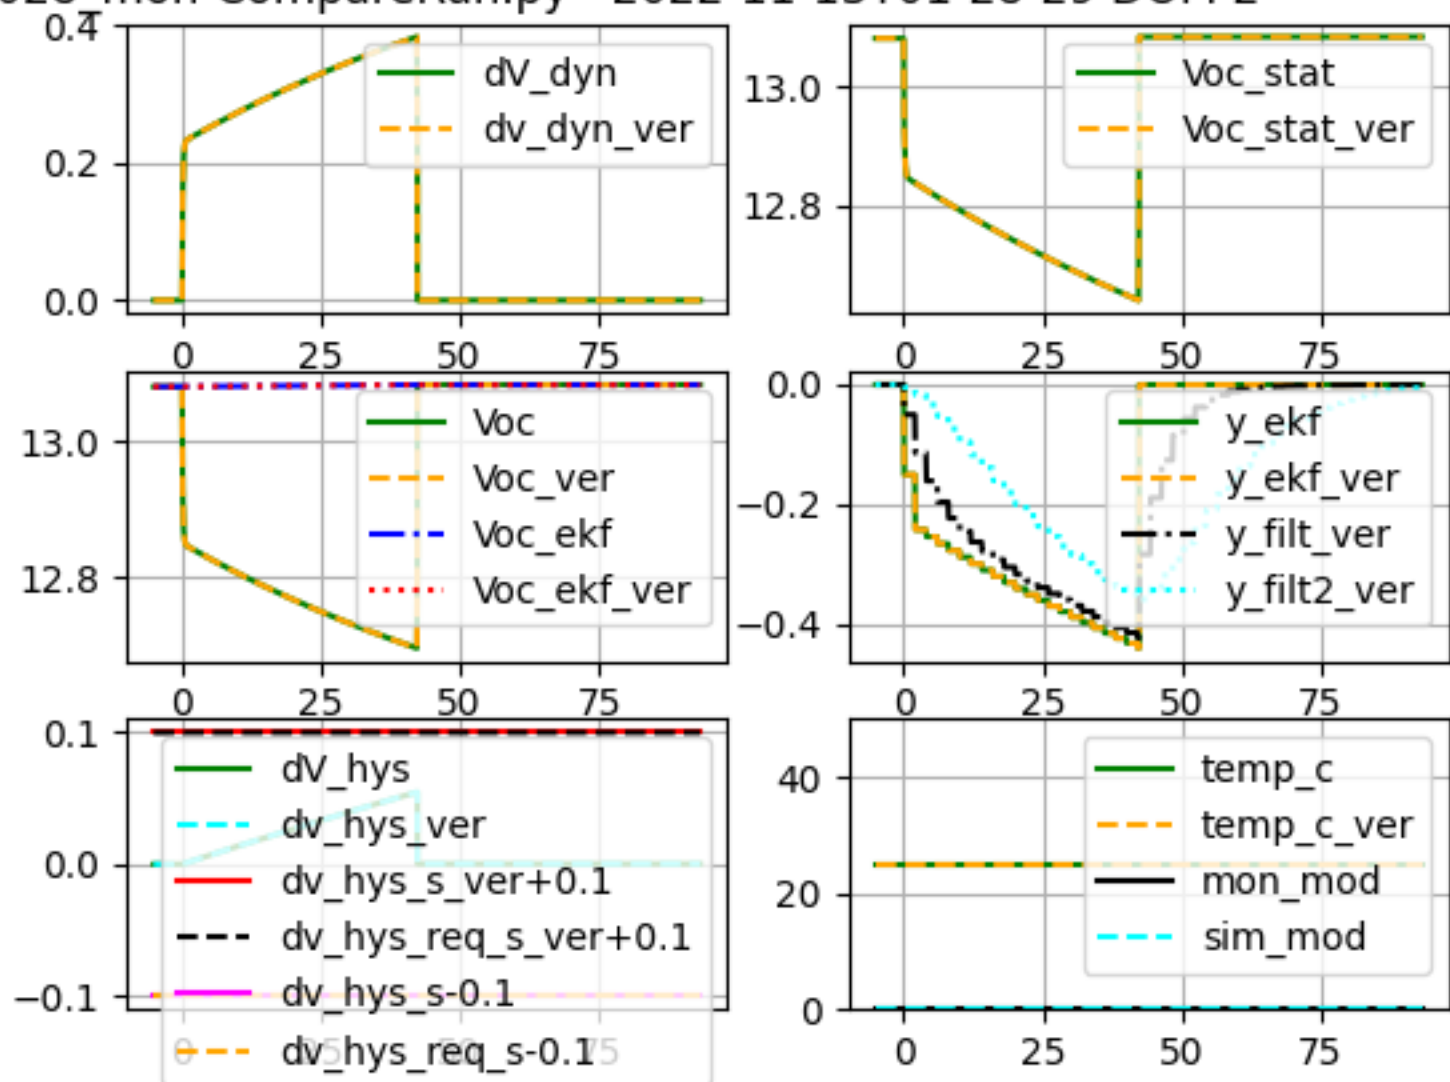 0.4
0.2
0.0
dV_dyn
dv_dyn_ver
0 25 50 75
13.0
12.8
Voc_stat
Voc_stat_ver
0 25 50 75
13.0
12.8
Voc
Voc_ver
Voc_ekf
Voc_ekf_ver
0 25 50 75
0.0
−0.2
−0.4
y_ekf
y_ekf_ver
y_filt_ver
y_filt2_ver
0 25 50 75
0.1
0.0
−0.1
dV_hys
dv_hys_ver
dv_hys_s_ver+0.1
dv_hys_req_s_ver+0.1
dv_hys_s-0.1
dv_hys_req_s-0.1
0 25 50 75
40
20
0
temp_c
temp_c_ver
mon_mod
sim_mod
0 25 50 75